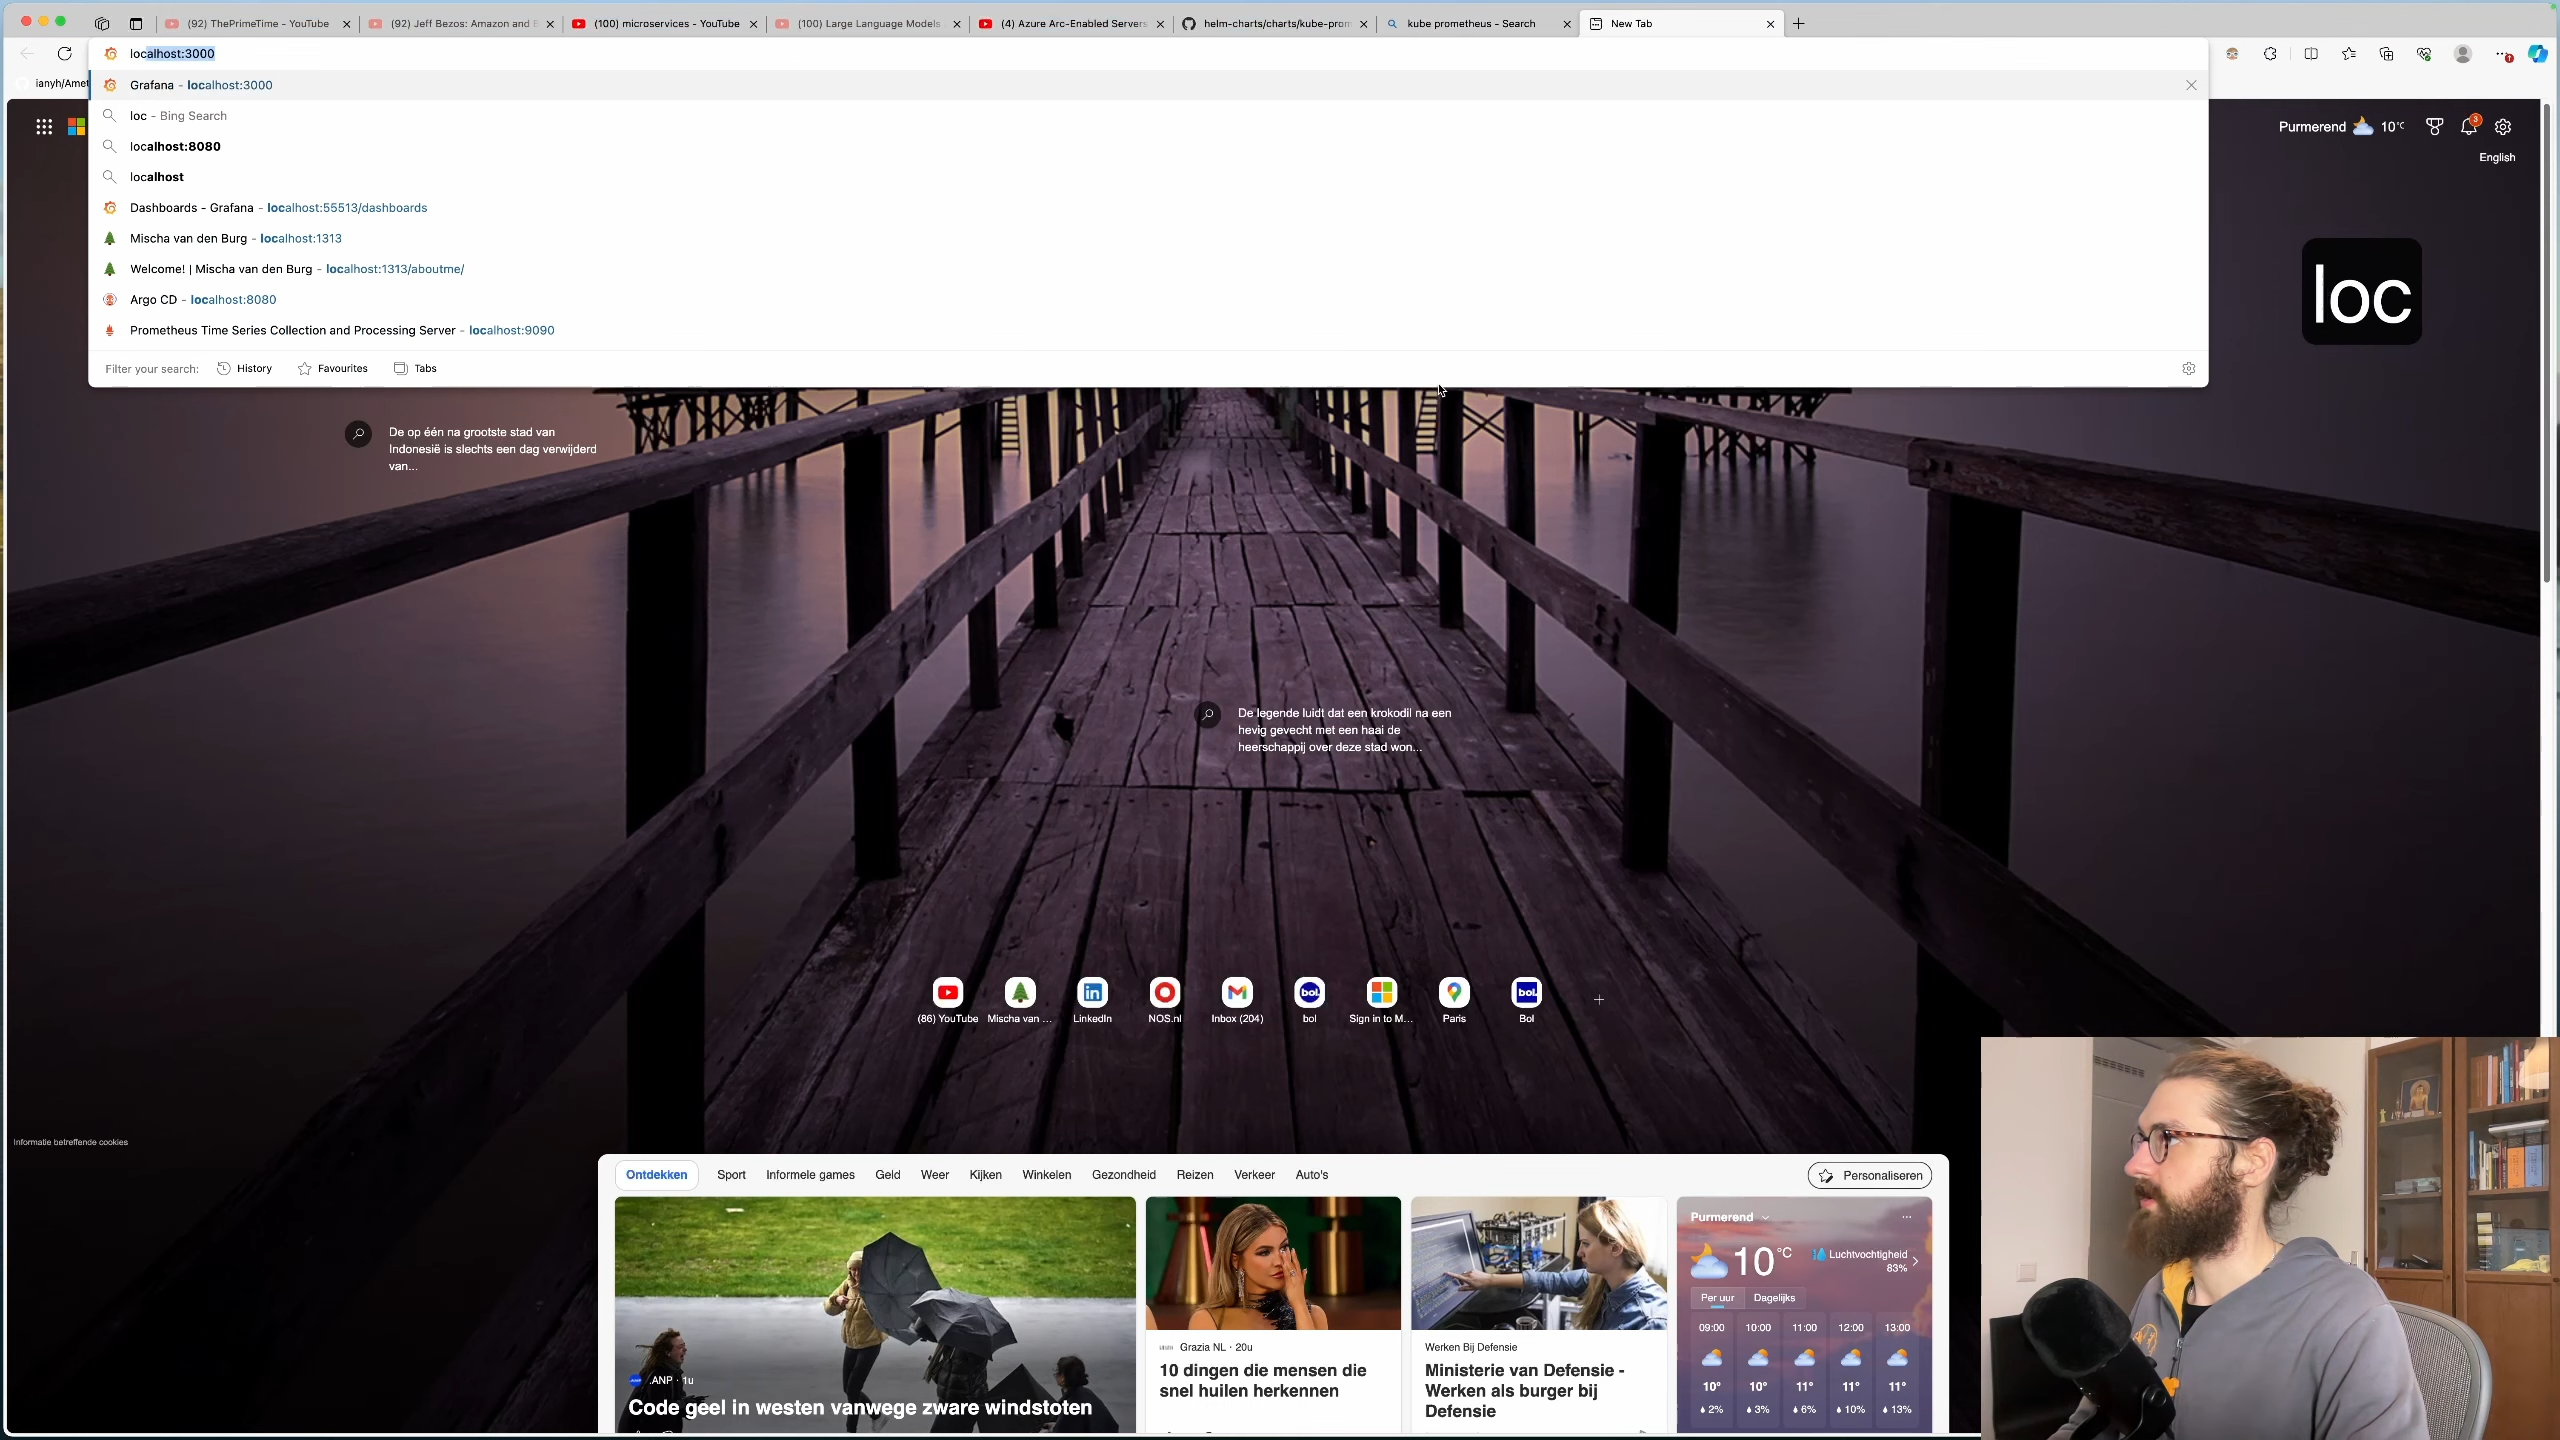 (92) ThePrimeTime - YouTube
(92) Jeff Bezos: Amazon and
(100) microservices - YouTube
(100) Large Language Models
(4) Azure Arc-Enabled Servers
helm-charts/charts/kube-prom
kube prometheus - Search
New Tab
localhost:3000
ianyh/Amet
Grafana - localhost:3000
loc - Bing Search
localhost:8080
localhost
Dashboards - Grafana - localhost:55513/dashboards
Mischa van den Burg - localhost:1313
Welcome! | Mischa van den Burg - localhost:1313/aboutme/
Argo CD - localhost:8080
Prometheus Time Series Collection and Processing Server - localhost:9090
Filter your search: History Favourites Tabs
Purmerend 10°C
3
English
loc
De op één na grootste stad van
Indonesië is slechts een dag verwijderd
van...
De legende luidt dat een krokodil na een
hevig gevecht met een haai de
heerschappij over deze stad won...
bol
in
bol.
(86) YouTube Mischa van ... LinkedIn NOS.nl Inbox (204) bol Sign in to M... Paris Bol
Informatie betreffende cookies
Ontdekken Sport Informele games Geld Weer Kijken Winkelen Gezondheid Reizen Verkeer Auto's
Personaliseren
ANP · 1u
Code geel in westen vanwege zware windstoten
Grazia NL · 20u
10 dingen die mensen die
snel huilen herkennen
Werken Bij Defensie
Ministerie van Defensie -
Werken als burger bij
Defensie
Purmerend
10°C
Luchtvochtigheid
83%
Per uur Dagelijks
09:00 10:00 11:00 12:00 13:00
10° 10° 11° 11° 11°
2% 3% 6% 10% 13%